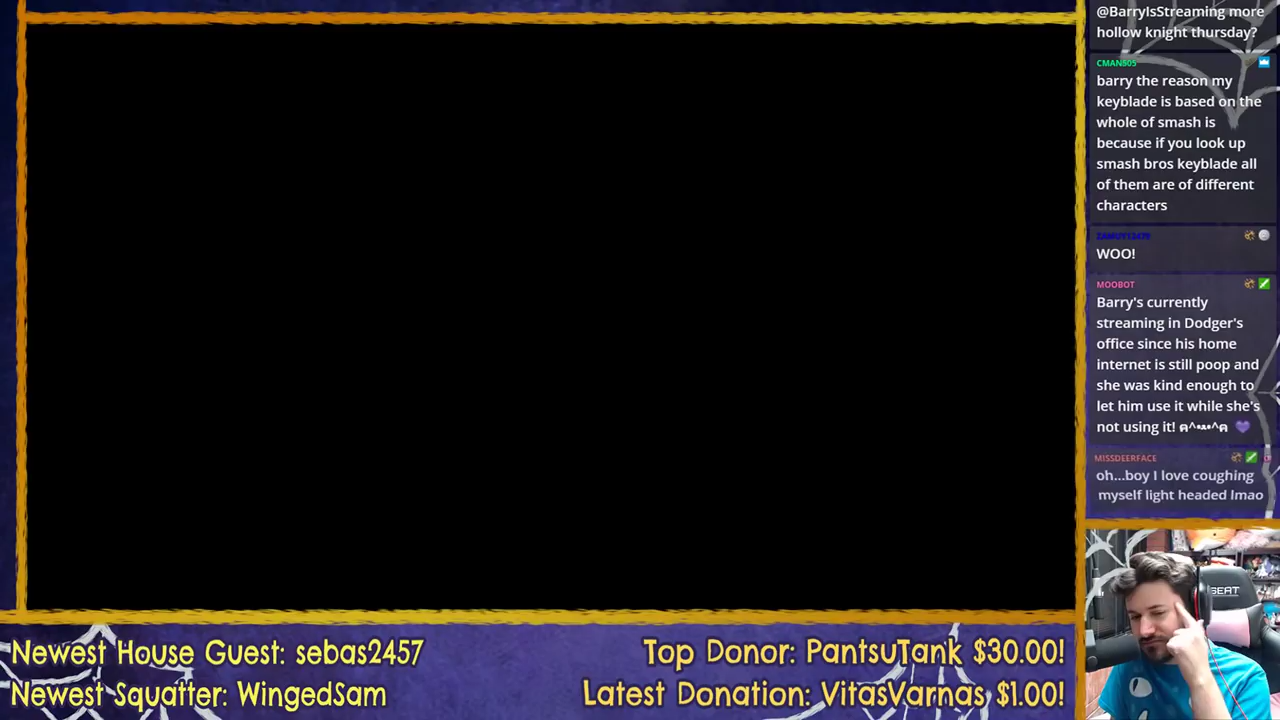 @BarryIsStreaming more
hollow knight thursday?
CMAN505
barry the reason my
keyblade is based on the
whole of smash is
because if you look up
smash bros keyblade all
of them are of different
characters
WOO!
MOOBOT
Barry's currently
streaming in Dodger's
office since his home
internet is still poop and
she was kind enough to
let him use it while she's
not using it! ฅ^•ﻌ•^ฅ 💜
MISSDEERFACE
oh...boy I love coughing
myself light headed lmao
SEAT
Newest House Guest: sebas2457
Newest Squatter: WingedSam
Top Donor: PantsuTank $30.00!
Latest Donation: VitasVarnas $1.00!